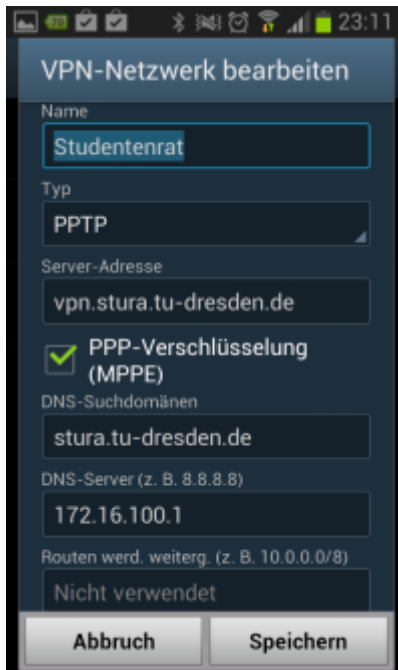 23:11
VPN-Netzwerk bearbeiten
Name
Studentenrat
Typ
PPTP
Server-Adresse
vpn.stura.tu-dresden.de
PPP-Verschlüsselung
(MPPE)
DNS-Suchdomänen
stura.tu-dresden.de
DNS-Server (z. B. 8.8.8.8)
172.16.100.1
Routen werd. weiterg. (z. B. 10.0.0.0/8)
Nicht verwendet
Abbruch
Speichern